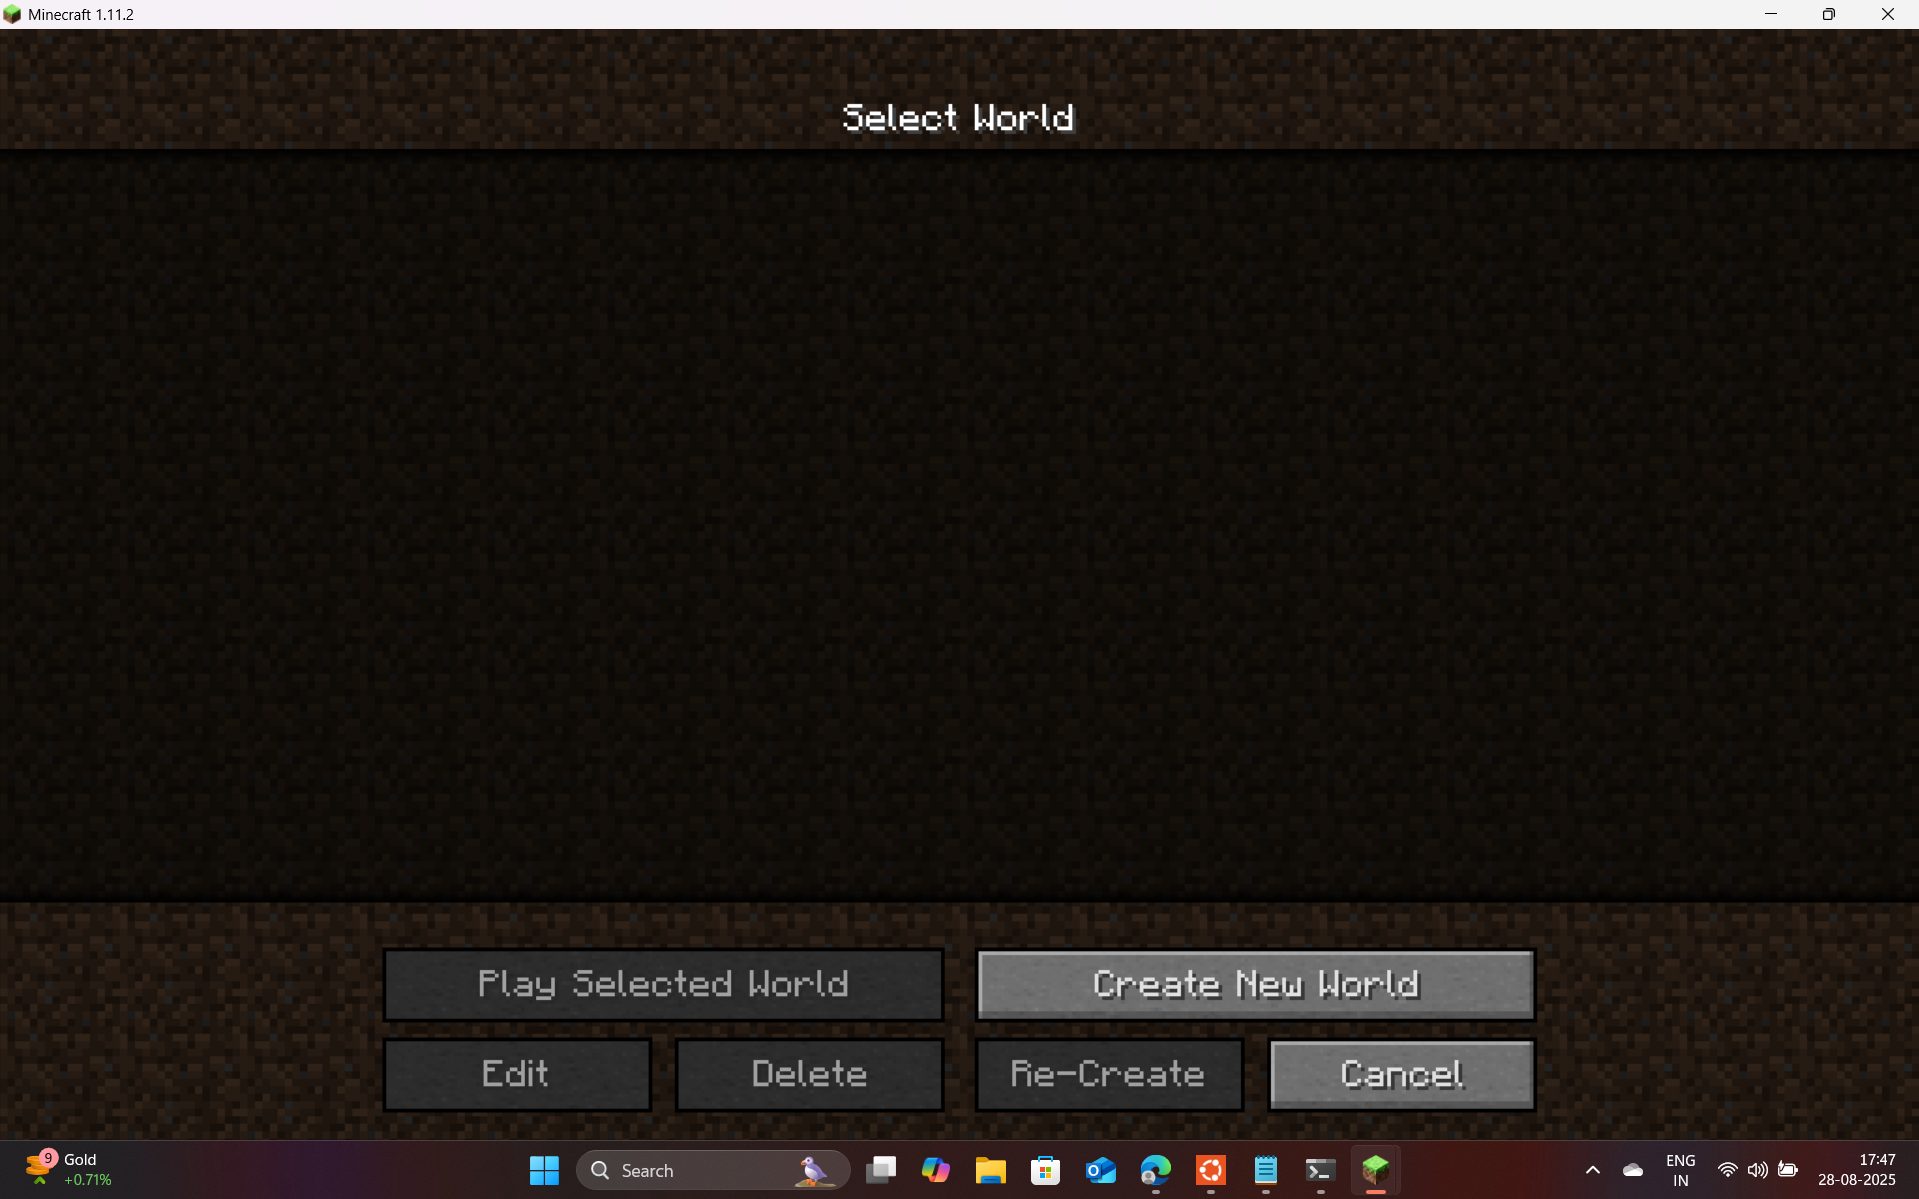 Minecraft 1.11.2
Select World
Play Selected World
Create New World
Edit
Delete
Re-Create
Cancel
9
Gold
+0.71%
Search
ENG
IN
17:47
28-08-2025